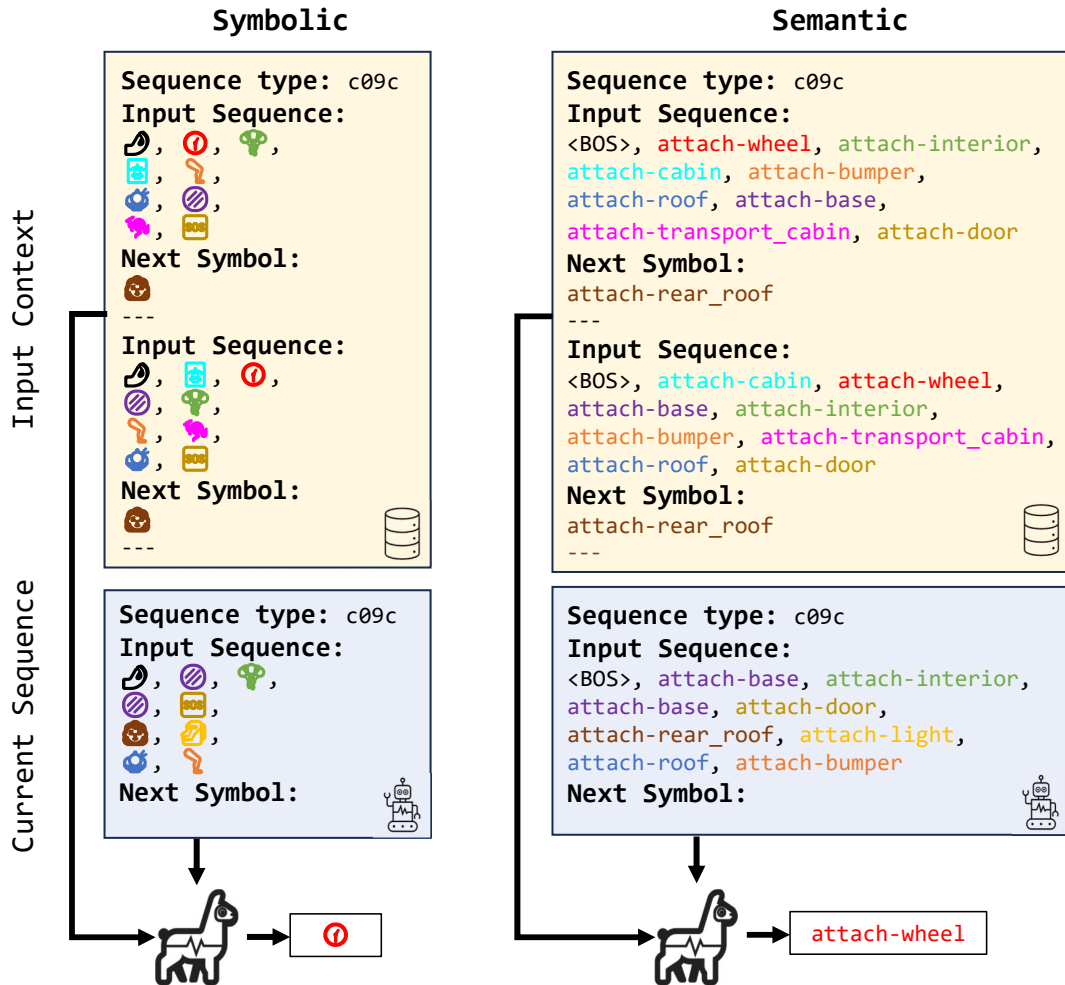 Symbolic
Semantic
Input Context
Current Sequence
Sequence type: c09c
Input Sequence:
, , ,
, ,
, ,
, SOS
Next Symbol:
---
Input Sequence:
, , ,
, ,
, ,
, SOS
Next Symbol:
---
Sequence type: c09c
Input Sequence:
, , ,
, SOS,
, ,
,
Next Symbol:
Sequence type: c09c
Input Sequence:
<BOS>, attach-wheel, attach-interior,
attach-cabin, attach-bumper,
attach-roof, attach-base,
attach-transport_cabin, attach-door
Next Symbol:
attach-rear_roof
---
Input Sequence:
<BOS>, attach-cabin, attach-wheel,
attach-base, attach-interior,
attach-bumper, attach-transport_cabin,
attach-roof, attach-door
Next Symbol:
attach-rear_roof
---
Sequence type: c09c
Input Sequence:
<BOS>, attach-base, attach-interior,
attach-base, attach-door,
attach-rear_roof, attach-light,
attach-roof, attach-bumper
Next Symbol:
attach-wheel